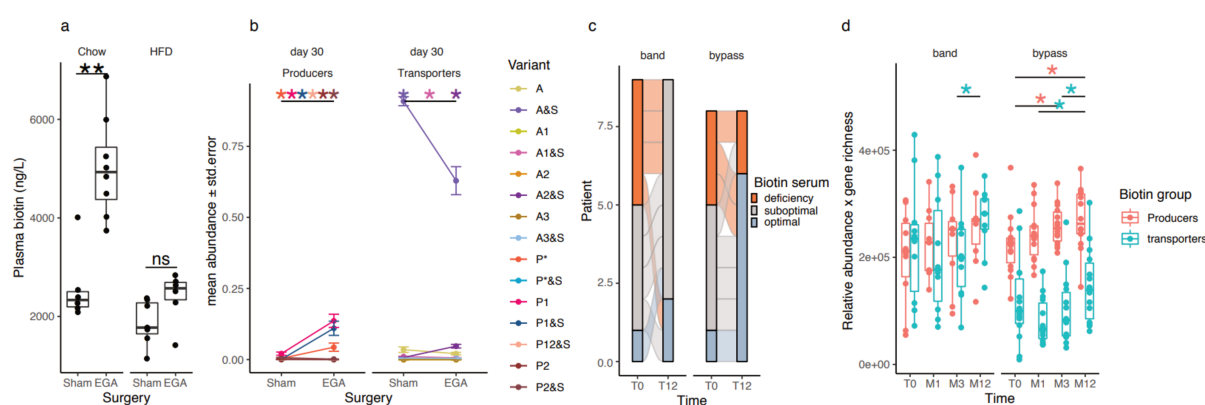 a
Chow
HFD
**
ns
Plasma biotin (ng/L)
6000
4000
2000
Sham EGA
Sham EGA
Surgery
b
day 30
day 30
Producers
Transporters
******
* * *
mean abundance ± std.error
0.75
0.50
0.25
0.00
Sham
EGA
Sham
EGA
Surgery
Variant
A
A&S
A1
A1&S
A2
A2&S
A3
A3&S
P*
P*&S
P1
P1&S
P12&S
P2
P2&S
c
band
bypass
Patient
7.5
5.0
2.5
0.0
T0
T12
T0
T12
Time
Biotin serum
deficiency
suboptimal
optimal
d
band
bypass
*
*
*
*
*
Relative abundance x gene richness
4e+05
2e+05
0e+00
T0
M1
M3
M12
T0
M1
M3
M12
Time
Biotin group
Producers
transporters